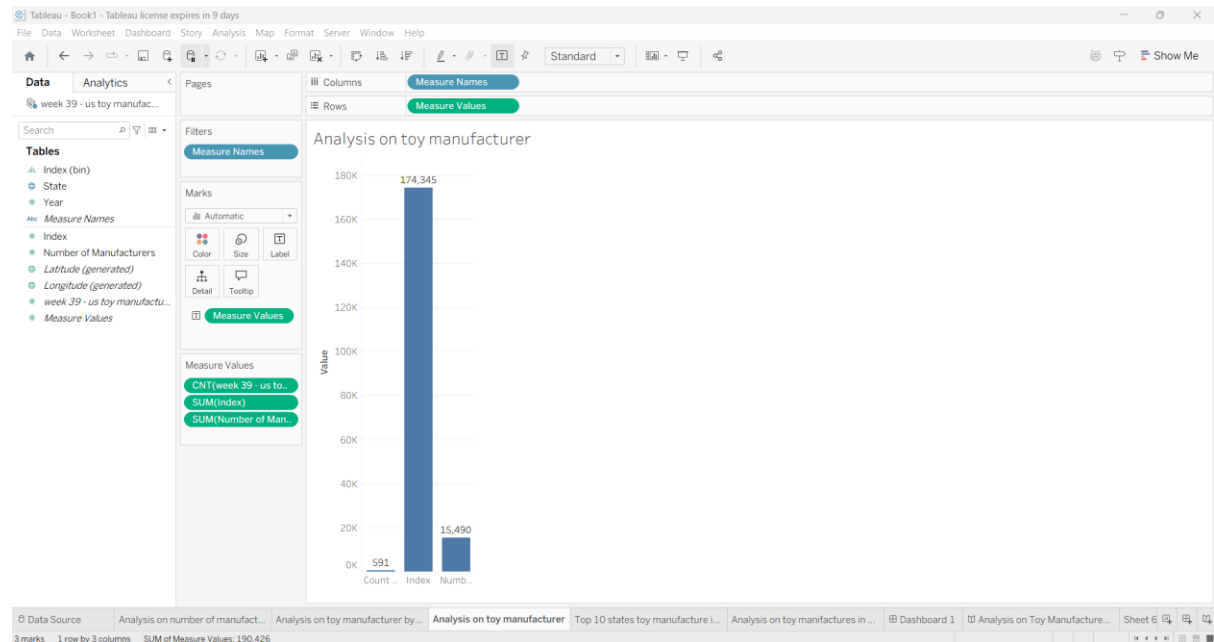 Tableau - Book1 - Tableau license expires in 9 days
File Data Worksheet Dashboard Story Analysis Map Format Server Window Help
Standard
Show Me
Data Analytics
week 39 - us toy manufac...
Search
Tables
Index (bin)
State
Year
Abc Measure Names
Index
Number of Manufacturers
Latitude (generated)
Longitude (generated)
week 39 - us toy manufactu...
Measure Values
Pages
Filters
Measure Names
Marks
Automatic
Color Size Label
Detail Tooltip
Measure Values
Measure Values
CNT(week 39 - us to..
SUM(Index)
SUM(Number of Man..
Columns Measure Names
Rows Measure Values
Analysis on toy manufacturer
180K
174,345
160K
140K
120K
Value
100K
80K
60K
40K
20K
15,490
0K
591
Count .. Index Numb..
Data Source Analysis on number of manufact... Analysis on toy manufacturer by... Analysis on toy manufacturer Top 10 states toy manufacture i... Analysis on toy manifactures in ... Dashboard 1 Analysis on Toy Manufacture... Sheet 6
3 marks 1 row by 3 columns SUM of Measure Values: 190,426